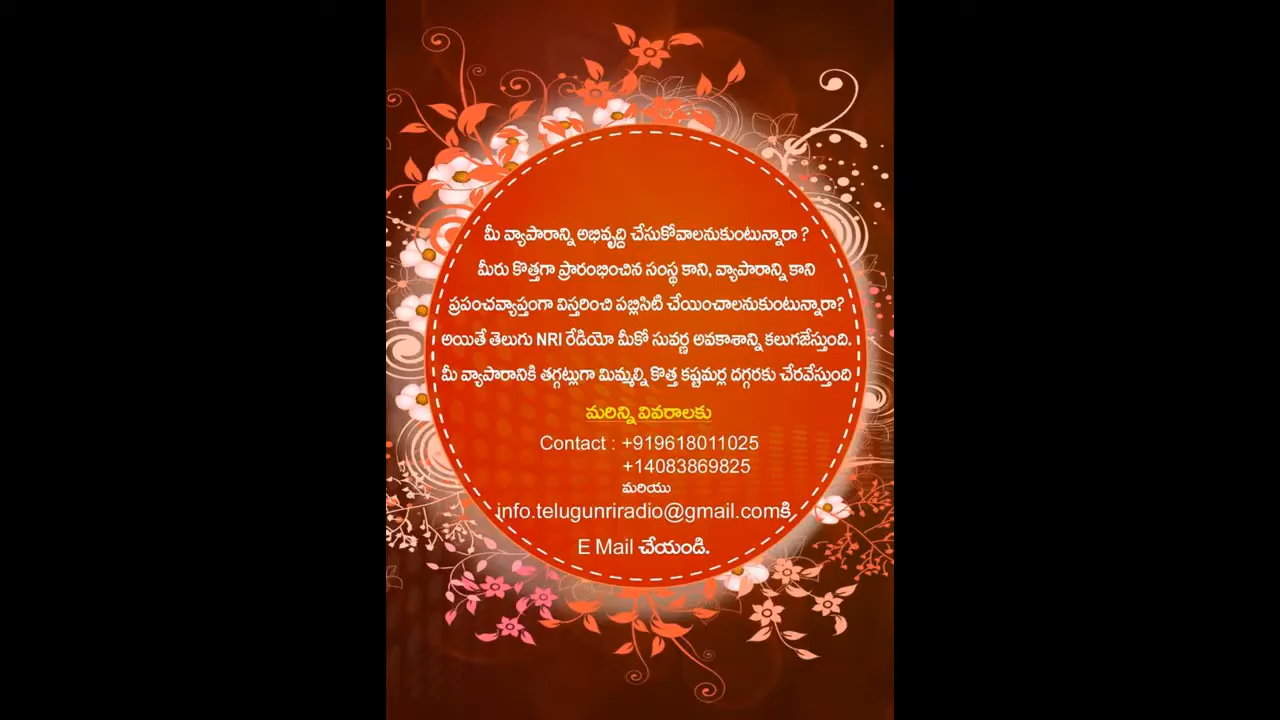 మీ వ్యాపారాన్ని అభివృద్ధి చేసుకోవాలనుకుంటున్నారా ?
మీరు కొత్తగా ప్రారంభించిన సంస్థ కాని, వ్యాపారాన్ని కాని
ప్రపంచవ్యాప్తంగా విస్తరించి పబ్లిసిటి చేయించాలనుకుంటున్నారా?
అయితే తెలుగు NRI రేడియో మీకో సువర్ణ అవకాశాన్ని కలుగజేస్తుంది.
మీ వ్యాపారానికి తగ్గట్లుగా మిమ్మల్ని కొత్త కష్టమర్ల దగ్గరకు చేరవేస్తుంది
మరిన్ని వివరాలకు
Contact : +919618011025
+14083869825
మరియు
info.telugunriradio@gmail.comకి
E Mail చేయండి.